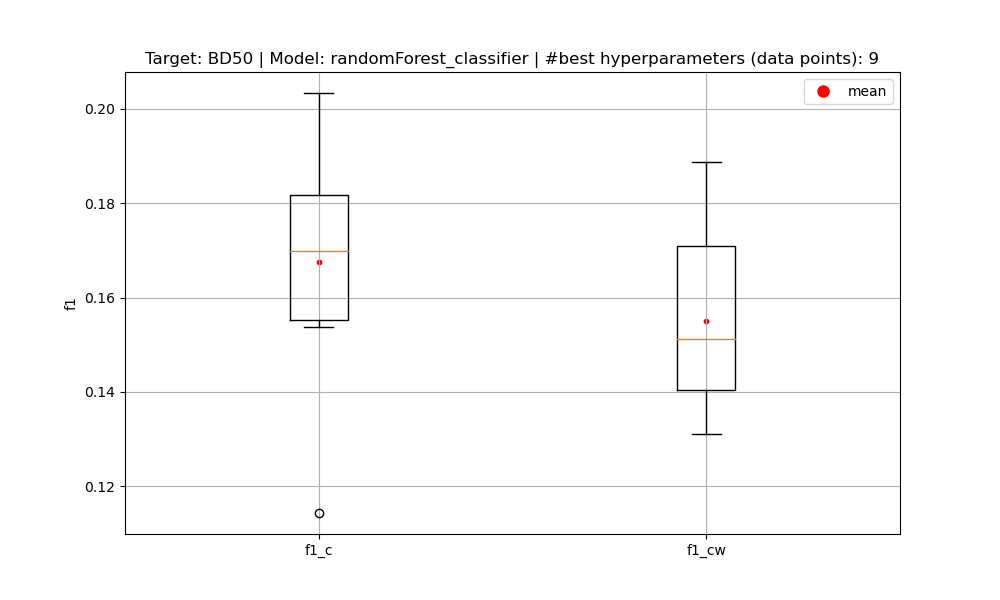 Target: BD50 | Model: randomForest_classifier | #best hyperparameters (data points): 9
mean
0.20
0.18
0.16
0.14
0.12
f1
f1_c
f1_cw